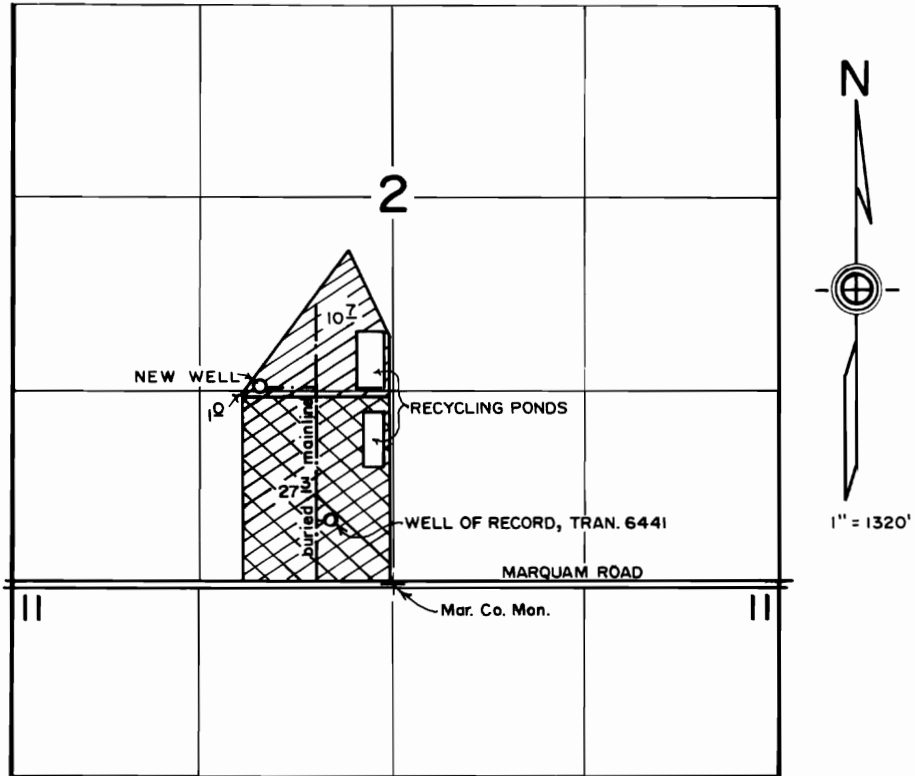 N
2
10 7
NEW WELL
1 0
RECYCLING PONDS
buried mainline
27 3
WELL OF RECORD, TRAN. 6441
1" = 1320'
MARQUAM ROAD
11
11
Mar. Co. Mon.